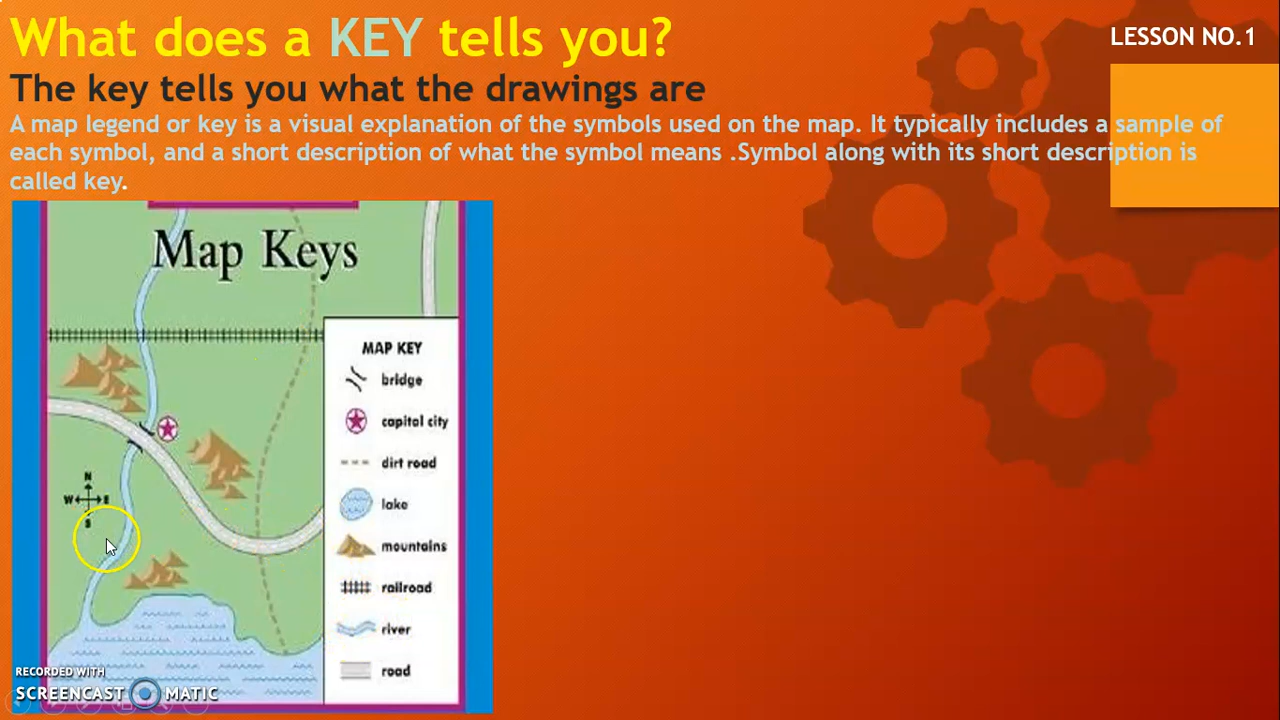 What does a KEY tells you?
LESSON NO.1
The key tells you what the drawings are
A map legend or key is a visual explanation of the symbols used on the map. It typically includes a sample of
each symbol, and a short description of what the symbol means .Symbol along with its short description is
called key.
Map Keys
MAP KEY
bridge
capital city
dirt road
lake
mountains
railroad
river
road
N
W E
S
RECORDED WITH
SCREENCAST MATIC